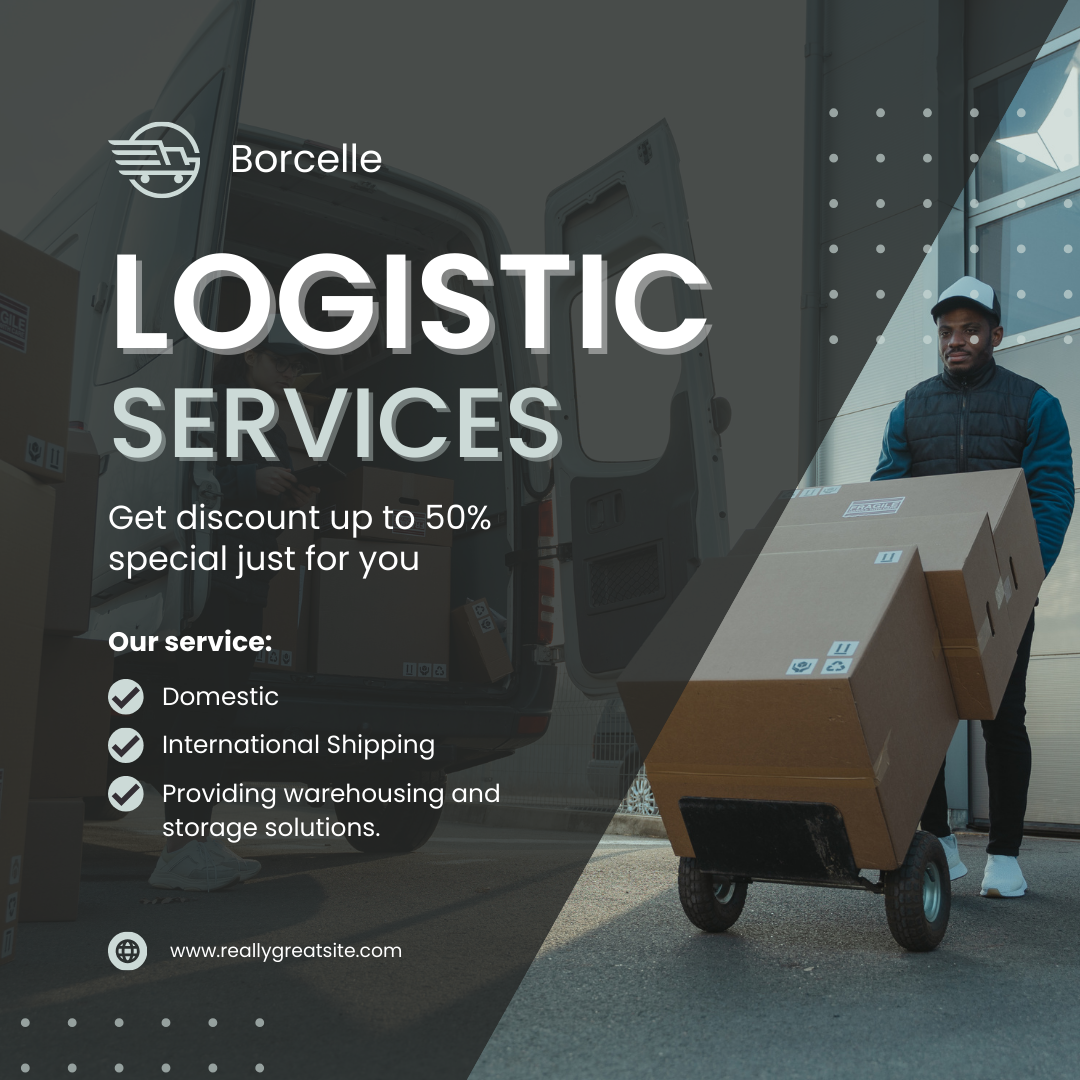 Borcelle
LOGISTIC
SERVICES
Get discount up to 50%
special just for you
Our service:
Domestic
International Shipping
Providing warehousing and
storage solutions.
www.reallygreatsite.com
FRAGILE